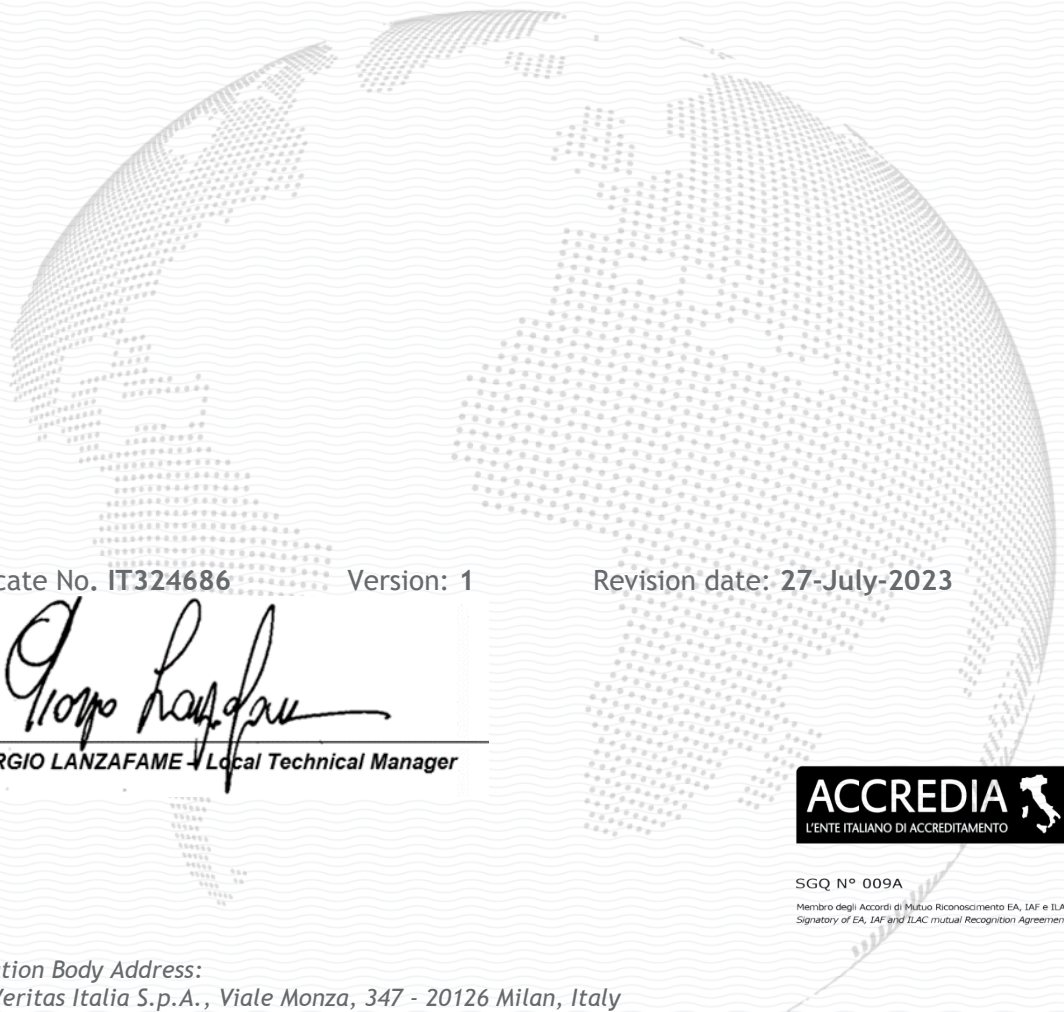 cate No. IT324686 Version: 1 Revision date: 27-July-2023
RGIO LANZAFAME - Local Technical Manager
ACCREDIA
L'ENTE ITALIANO DI ACCREDITAMENTO
SGQ N° 009A
Membro degli Accordi di Mutuo Riconoscimento EA, IAF e ILA
Signatory of EA, IAF and ILAC mutual Recognition Agreemen
tion Body Address:
Veritas Italia S.p.A., Viale Monza, 347 - 20126 Milan, Italy